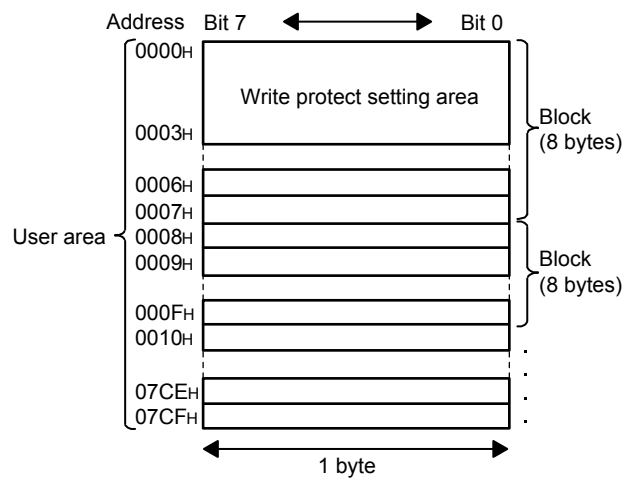 Address Bit 7 Bit 0
0000H
Write protect setting area
0003H
Block
(8 bytes)
0006H
0007H
User area
0008H
0009H
Block
(8 bytes)
000FH
0010H
07CEH
07CFH
1 byte